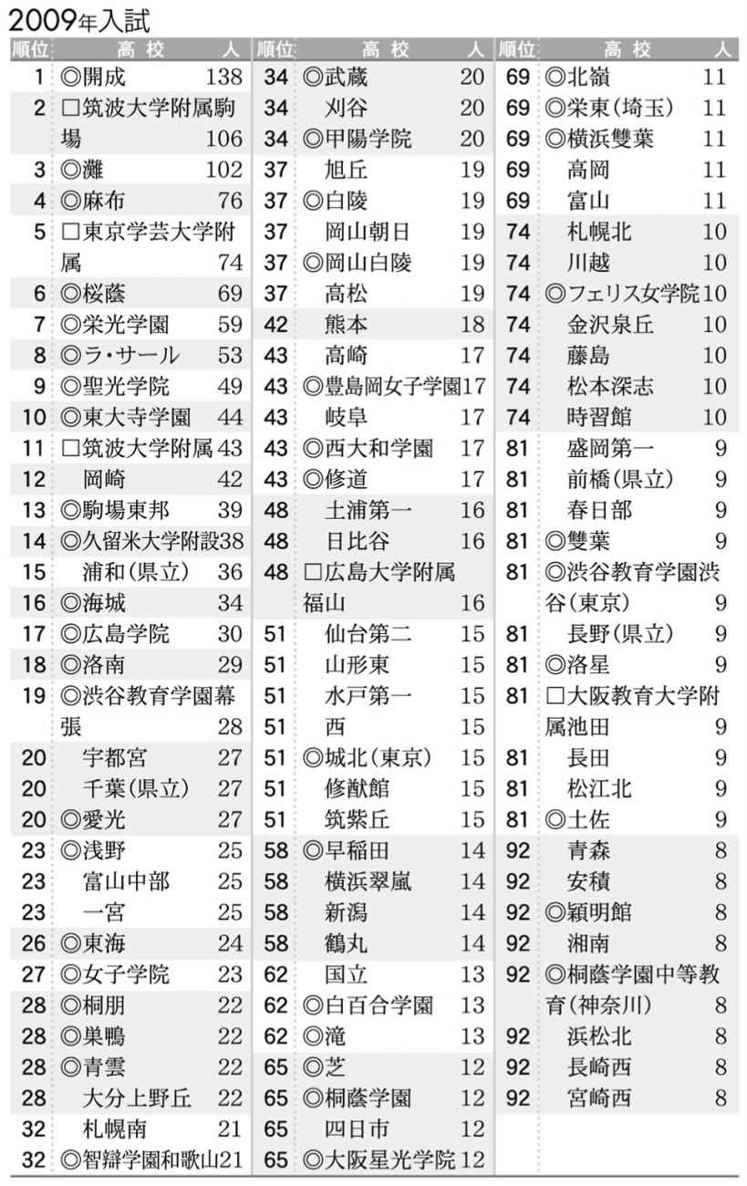 2009年入試
順位 高校 人
1 ◎開成 138
2 □筑波大学附属駒
場 106
3 ◎灘 102
4 ◎麻布 76
5 □東京学芸大学附
属 74
6 ◎桜蔭 69
7 ◎栄光学園 59
8 ◎ラ・サール 53
9 ◎聖光学院 49
10 ◎東大寺学園 44
11 □筑波大学附属 43
12 岡崎 42
13 ◎駒場東邦 39
14 ◎久留米大学附設38
15 浦和(県立) 36
16 ◎海城 34
17 ◎広島学院 30
18 ◎洛南 29
19 ◎渋谷教育学園幕
張 28
20 宇都宮 27
20 千葉(県立) 27
20 ◎愛光 27
23 ◎浅野 25
23 富山中部 25
23 一宮 25
26 ◎東海 24
27 ◎女子学院 23
28 ◎桐朋 22
28 ◎巣鴨 22
28 ◎青雲 22
28 大分上野丘 22
32 札幌南 21
32 ◎智辯学園和歌山21
順位 高校 人
34 ◎武蔵 20
34 刈谷 20
34 ◎甲陽学院 20
37 旭丘 19
37 ◎白陵 19
37 岡山朝日 19
37 ◎岡山白陵 19
37 高松 19
42 熊本 18
43 高崎 17
43 ◎豊島岡女子学園17
43 岐阜 17
43 ◎西大和学園 17
43 ◎修道 17
48 土浦第一 16
48 日比谷 16
48 □広島大学附属
福山 16
51 仙台第二 15
51 山形東 15
51 水戸第一 15
51 西 15
51 ◎城北(東京) 15
51 修猷館 15
51 筑紫丘 15
58 ◎早稲田 14
58 横浜翠嵐 14
58 新潟 14
58 鶴丸 14
62 国立 13
62 ◎白百合学園 13
62 ◎滝 13
65 ◎芝 12
65 ◎桐蔭学園 12
65 四日市 12
65 ◎大阪星光学院12
順位 高校 人
69 ◎北嶺 11
69 ◎栄東(埼玉) 11
69 ◎横浜雙葉 11
69 高岡 11
69 富山 11
74 札幌北 10
74 川越 10
74 ◎フェリス女学院10
74 金沢泉丘 10
74 藤島 10
74 松本深志 10
74 時習館 10
81 盛岡第一 9
81 前橋(県立) 9
81 春日部 9
81 ◎雙葉 9
81 ◎渋谷教育学園渋
谷(東京) 9
81 長野(県立) 9
81 ◎洛星 9
81 □大阪教育大学附
属池田 9
81 長田 9
81 松江北 9
81 ◎土佐 9
92 青森 8
92 安積 8
92 ◎穎明館 8
92 湘南 8
92 ◎桐蔭学園中等教
育(神奈川) 8
92 浜松北 8
92 長崎西 8
92 宮崎西 8